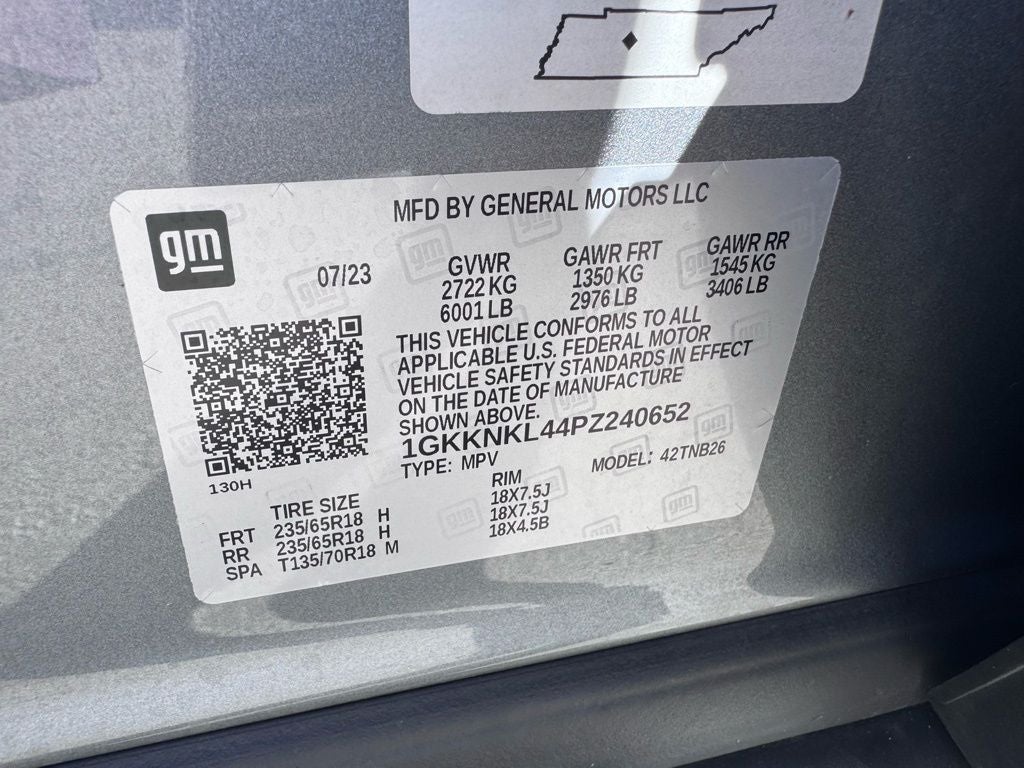 gm
MFD BY GENERAL MOTORS LLC
07/23
GVWR
2722 KG
6001 LB
GAWR FRT
1350 KG
2976 LB
GAWR RR
1545 KG
3406 LB
THIS VEHICLE CONFORMS TO ALL
APPLICABLE U.S. FEDERAL MOTOR
VEHICLE SAFETY STANDARDS IN EFFECT
ON THE DATE OF MANUFACTURE
SHOWN ABOVE.
1GKKNKL44PZ240652
TYPE: MPV
MODEL: 42TNB26
130H
TIRE SIZE
RIM
FRT 235/65R18 H 18X7.5J
RR 235/65R18 H 18X7.5J
SPA T135/70R18 M 18X4.5B